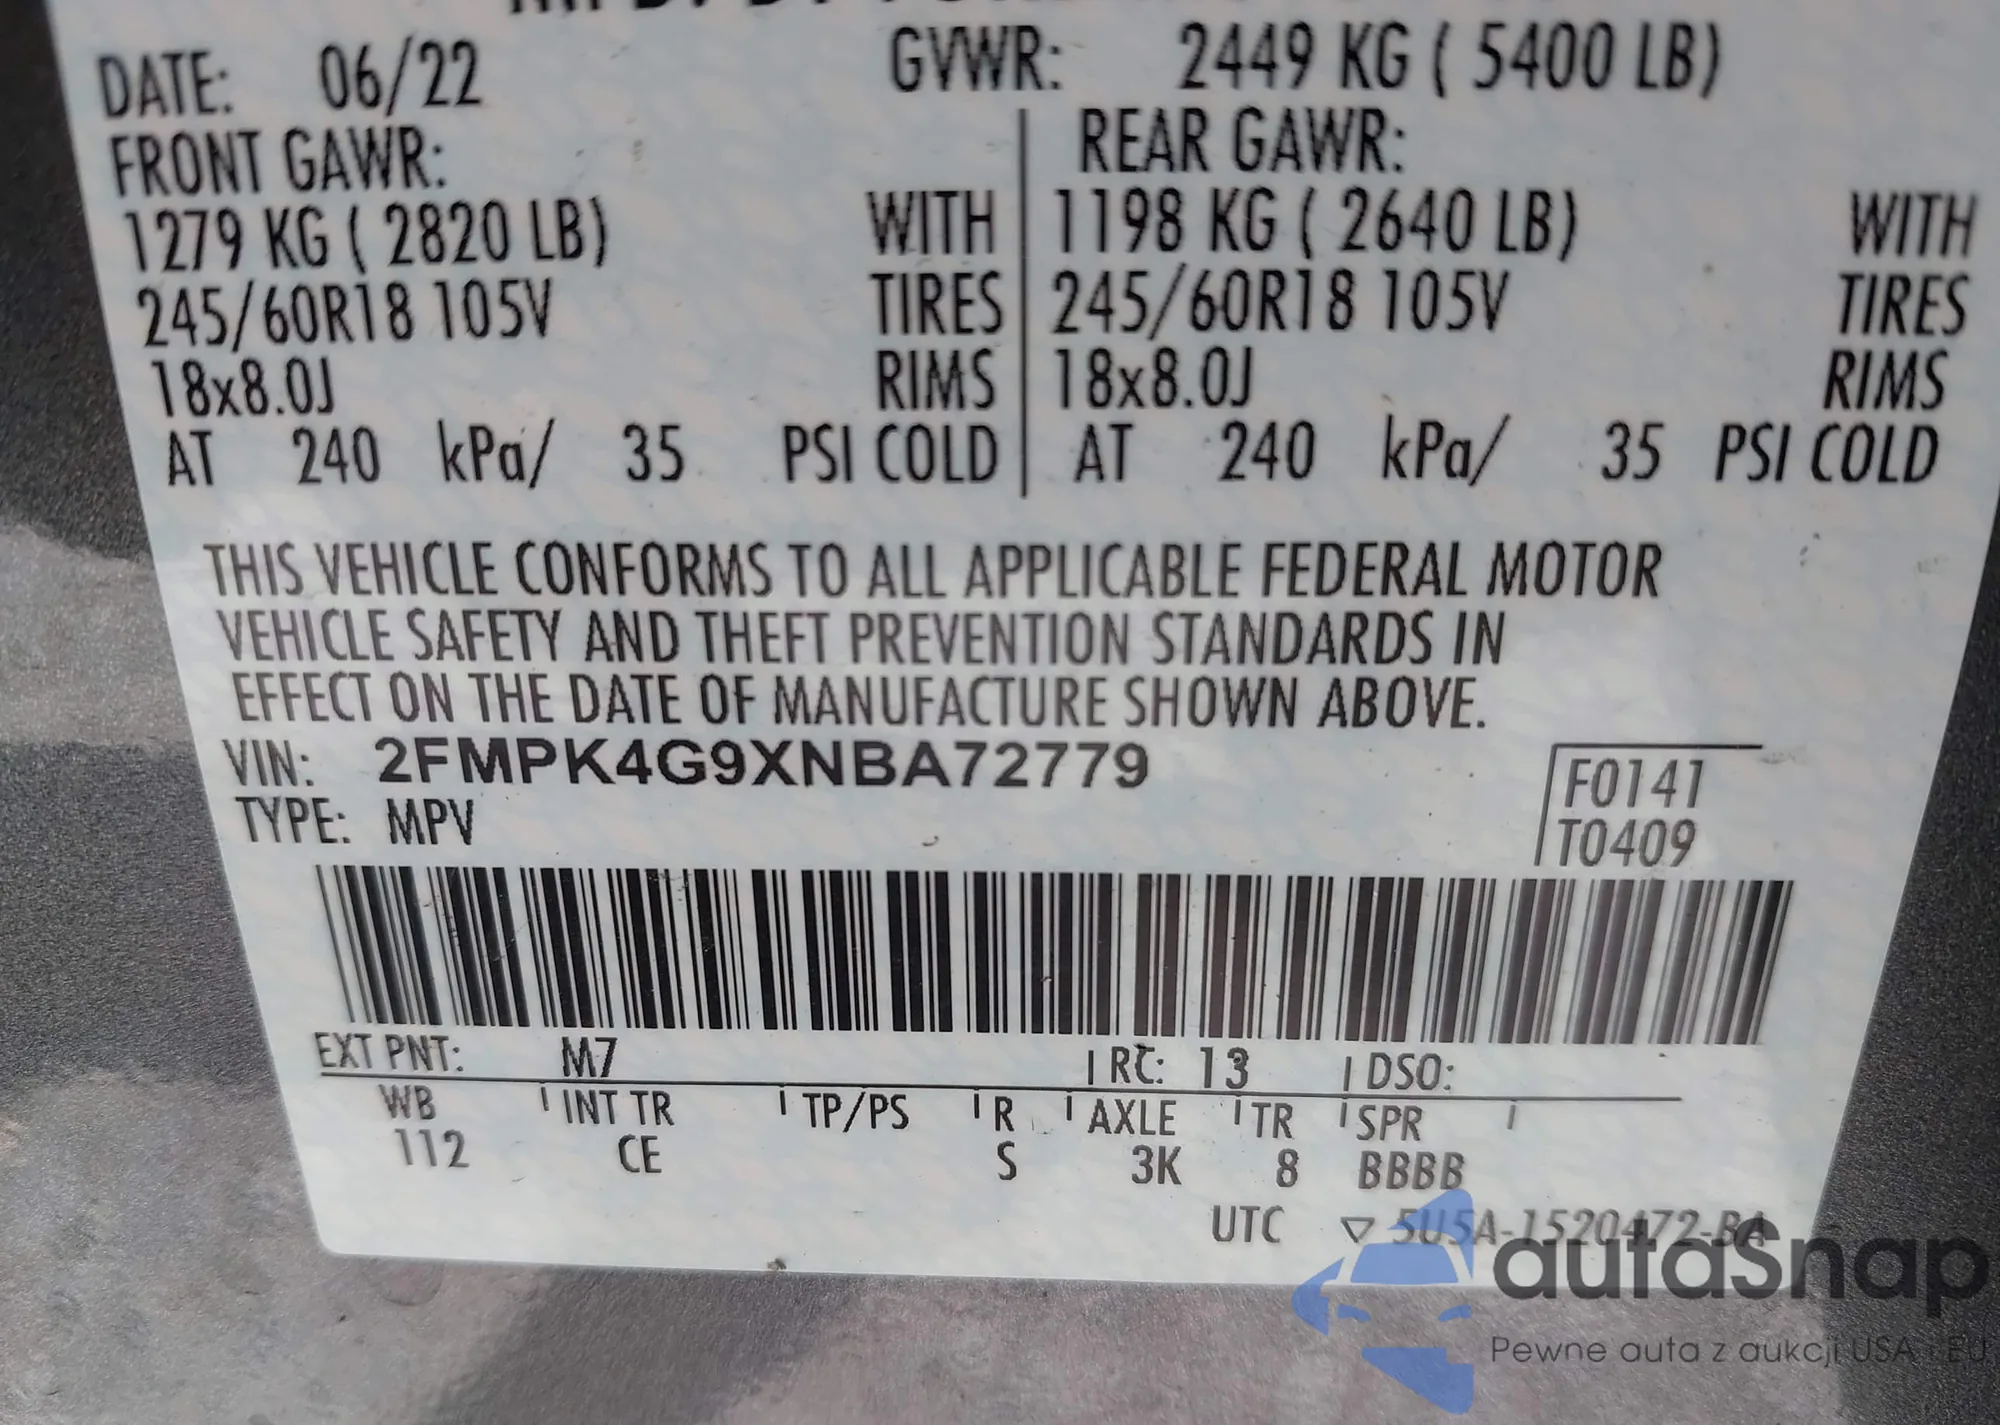 DATE: 06/22 GVWR: 2449 KG ( 5400 LB)
FRONT GAWR: REAR GAWR:
1279 KG ( 2820 LB) WITH 1198 KG ( 2640 LB) WITH
245/60R18 105V TIRES 245/60R18 105V TIRES
18x8.0J RIMS 18x8.0J RIMS
AT 240 kPa/ 35 PSI COLD AT 240 kPa/ 35 PSI COLD
THIS VEHICLE CONFORMS TO ALL APPLICABLE FEDERAL MOTOR
VEHICLE SAFETY AND THEFT PREVENTION STANDARDS IN
EFFECT ON THE DATE OF MANUFACTURE SHOWN ABOVE.
VIN: 2FMPK4G9XNBA72779
F0141
TYPE: MPV
T0409
EXT PNT: M7 RC: 13 DSO:
WB INT TR TP/PS R AXLE TR SPR
112 CE S 3K 8 BBBB
UTC ▽ 5U5A-1520472-BA
autoSnap
Pewne auta z aukcji USA i EU